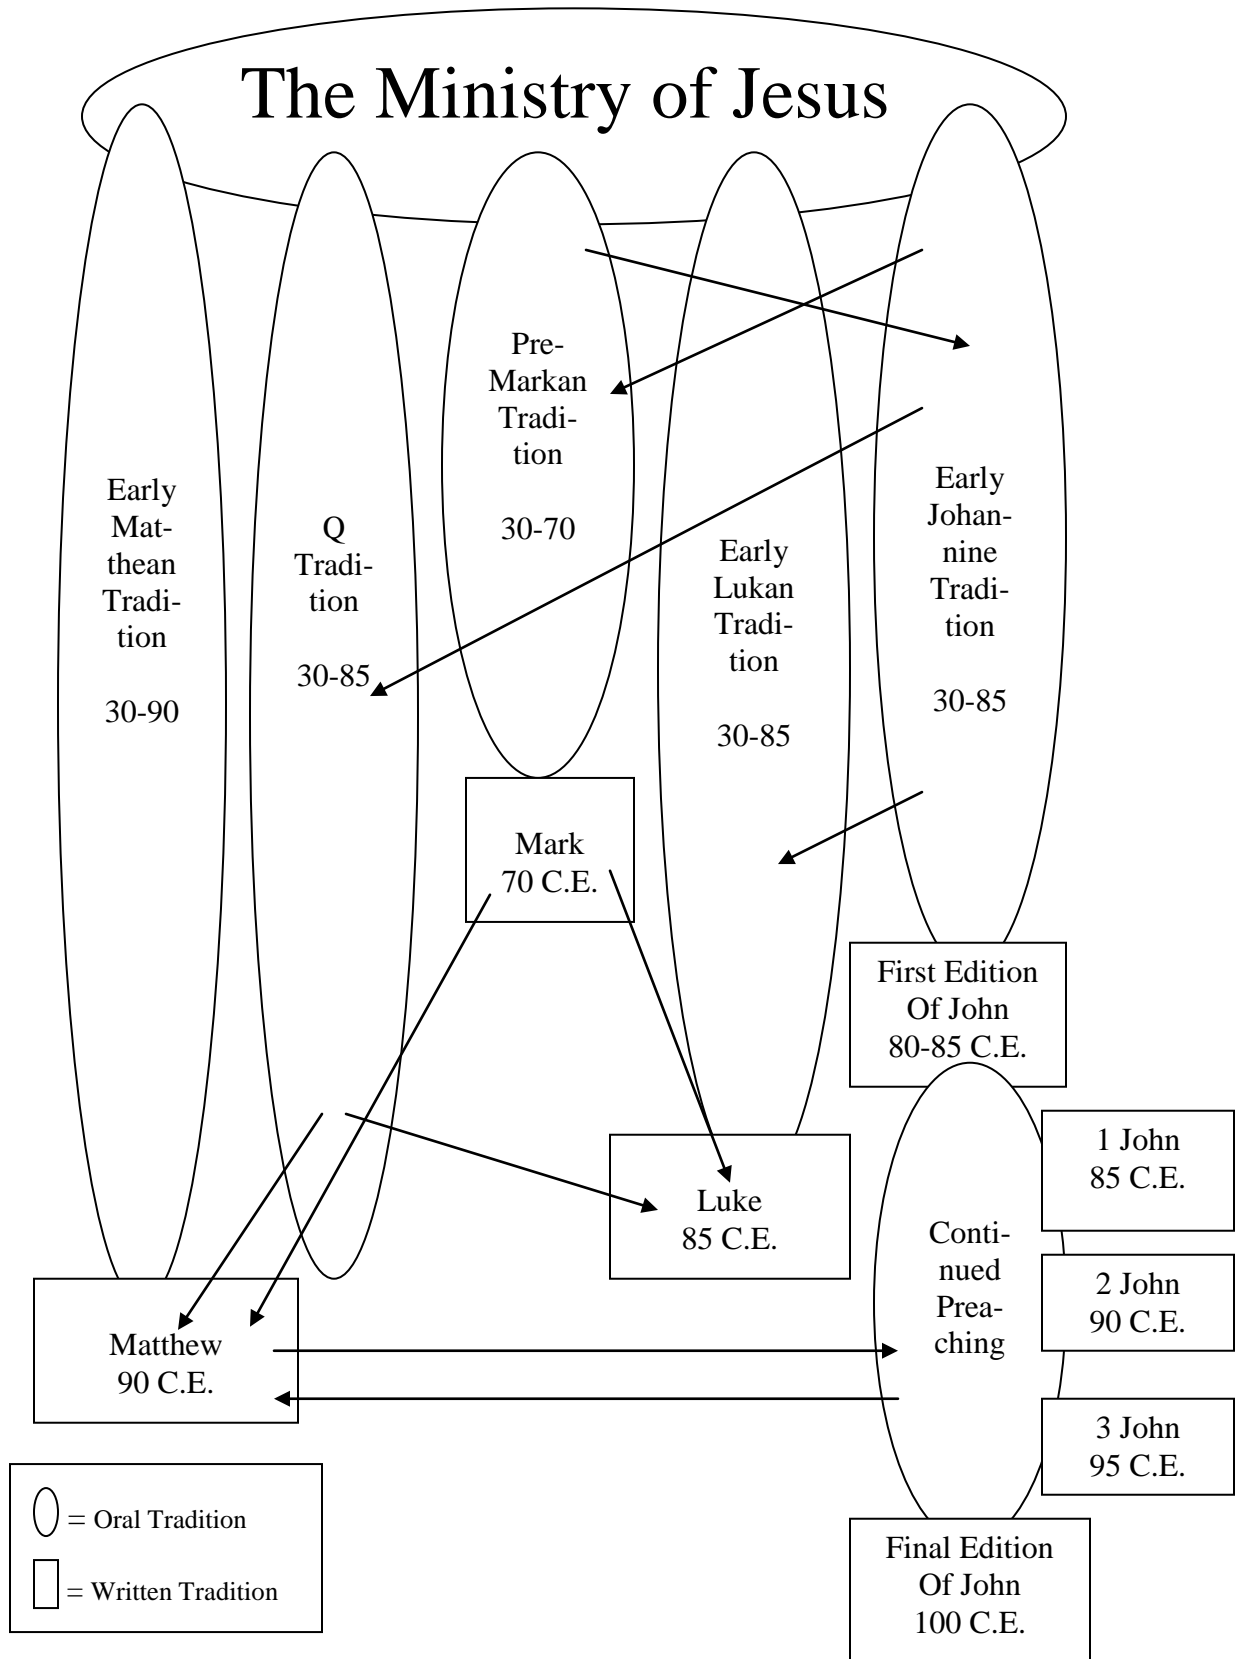 The Ministry of Jesus
Early
Mat-
thean
Tradi-
tion
30-90
Q
Tradi-
tion
30-85
Pre-
Markan
Tradi-
tion
30-70
Early
Lukan
Tradi-
tion
30-85
Early
Johan-
nine
Tradi-
tion
30-85
Mark
70 C.E.
First Edition
Of John
80-85 C.E.
Luke
85 C.E.
Matthew
90 C.E.
Conti-
nued
Prea-
ching
1 John
85 C.E.
2 John
90 C.E.
3 John
95 C.E.
Final Edition
Of John
100 C.E.
= Oral Tradition
= Written Tradition